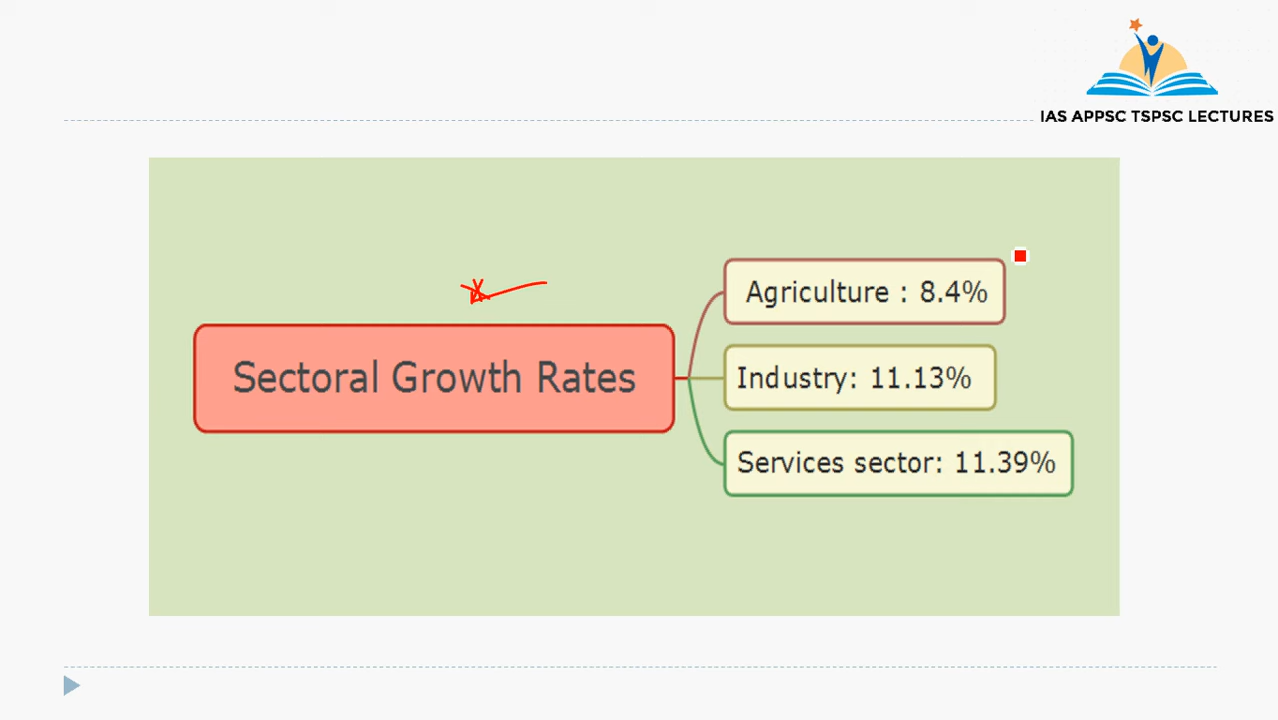 IAS APPSC TSPSC LECTURES
Sectoral Growth Rates
Agriculture : 8.4%
Industry: 11.13%
Services sector: 11.39%